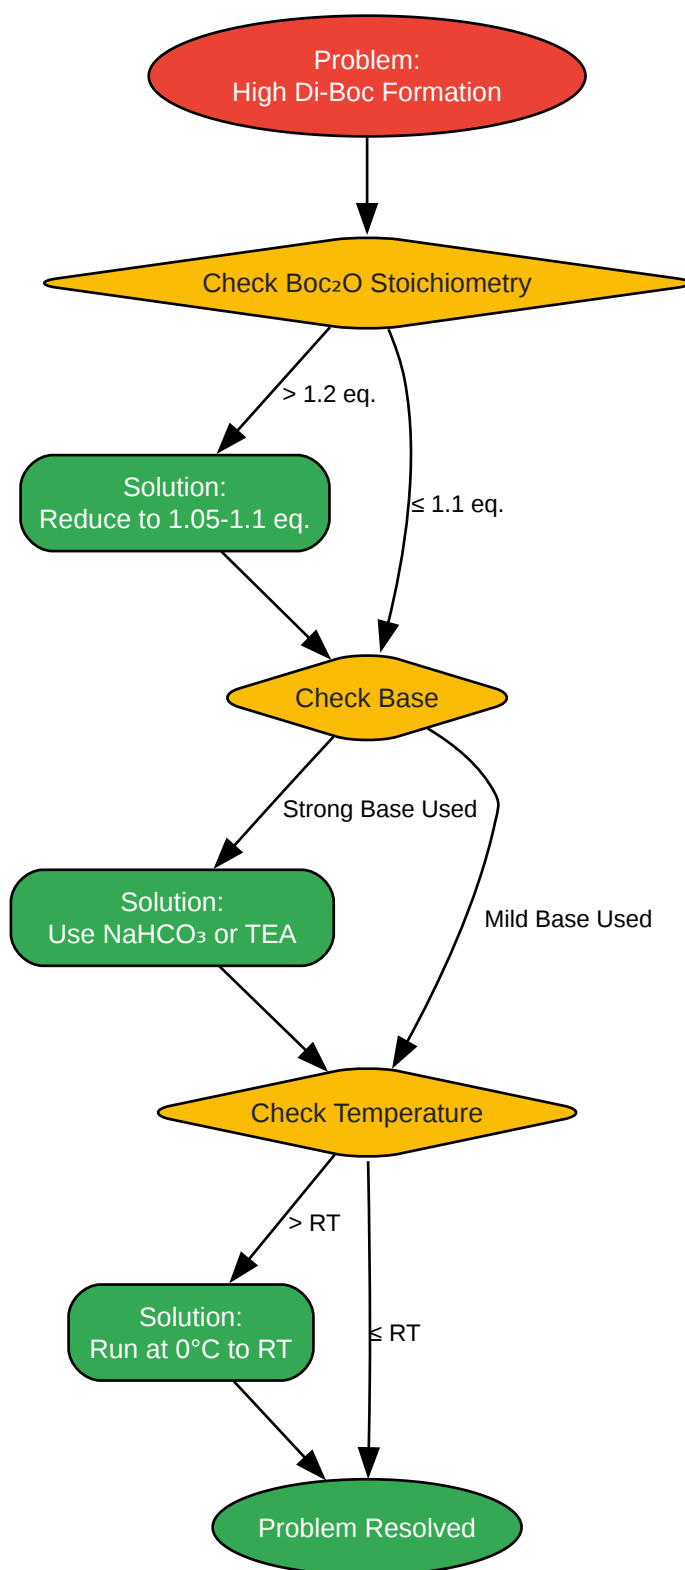 Problem:
High Di-Boc Formation
Check Boc₂O Stoichiometry
> 1.2 eq.
Solution:
Reduce to 1.05-1.1 eq.
≤ 1.1 eq.
Check Base
Strong Base Used
Solution:
Use NaHCO₃ or TEA
Mild Base Used
Check Temperature
> RT
Solution:
Run at 0°C to RT
≤ RT
Problem Resolved